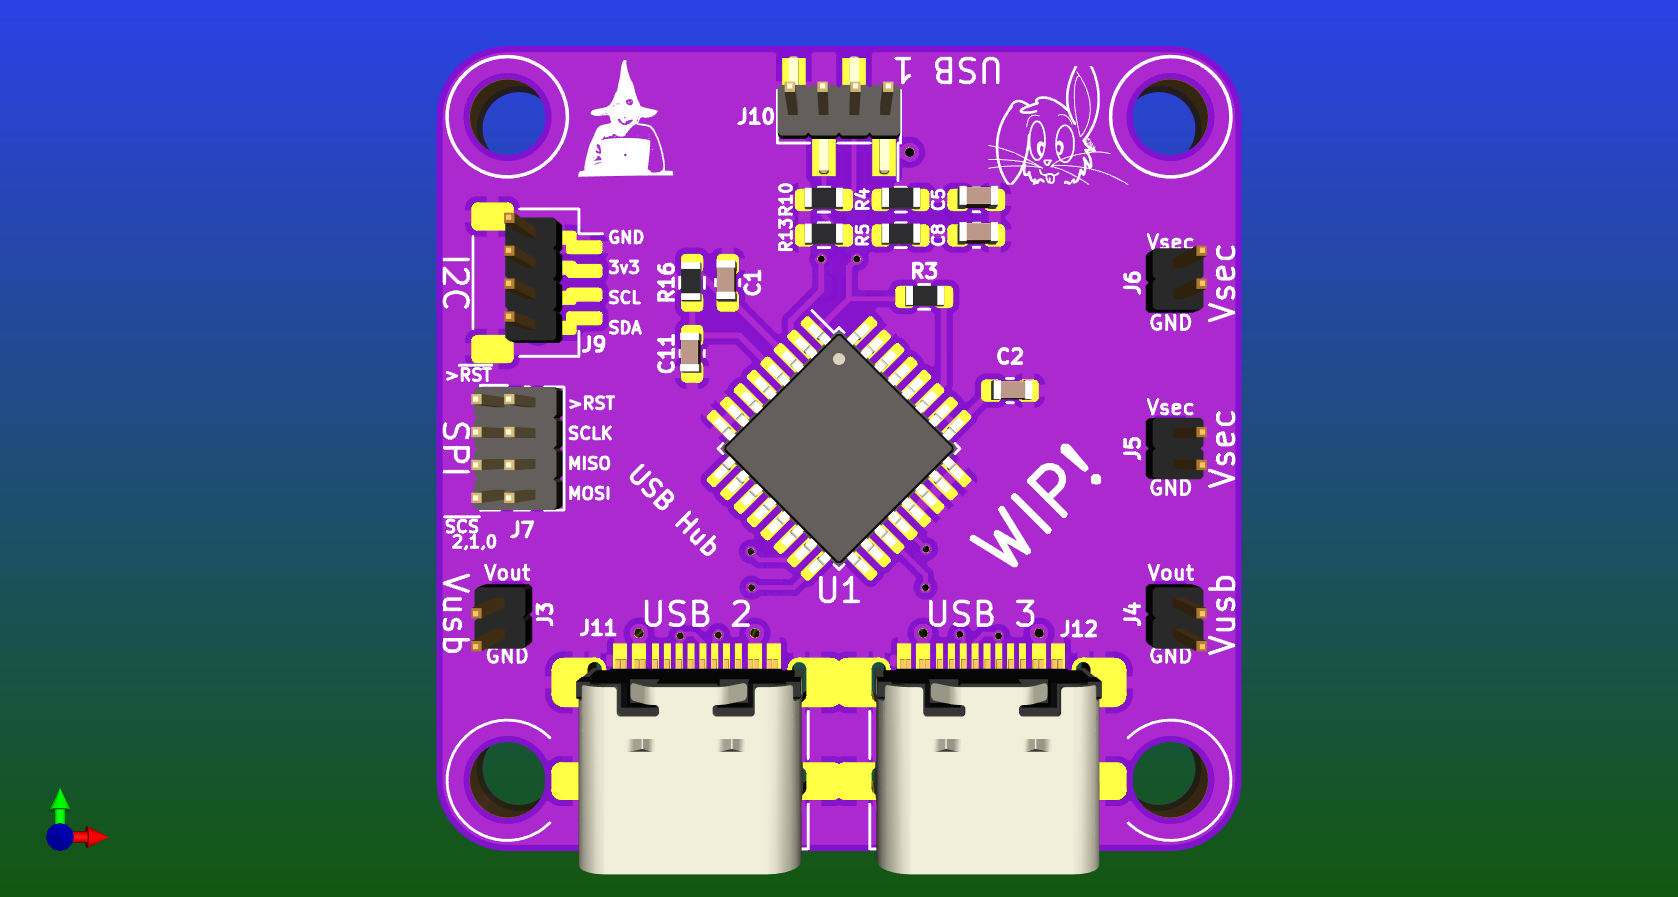 USB 1
J10
R10
R13
R4
R5
C5
C8
Vsec
J6
Vsec
GND
I2C
GND
3v3
SCL
SDA
J9
R16
C1
R3
C11
C2
>RST
SPI
>RST
SCLK
MISO
MOSI
SCS
2,1,0
J7
Vsec
J5
Vsec
GND
USB Hub
WIP!
U1
Vout
Vusb
J3
GND
Vout
J4
Vusb
GND
J11
USB 2
USB 3
J12